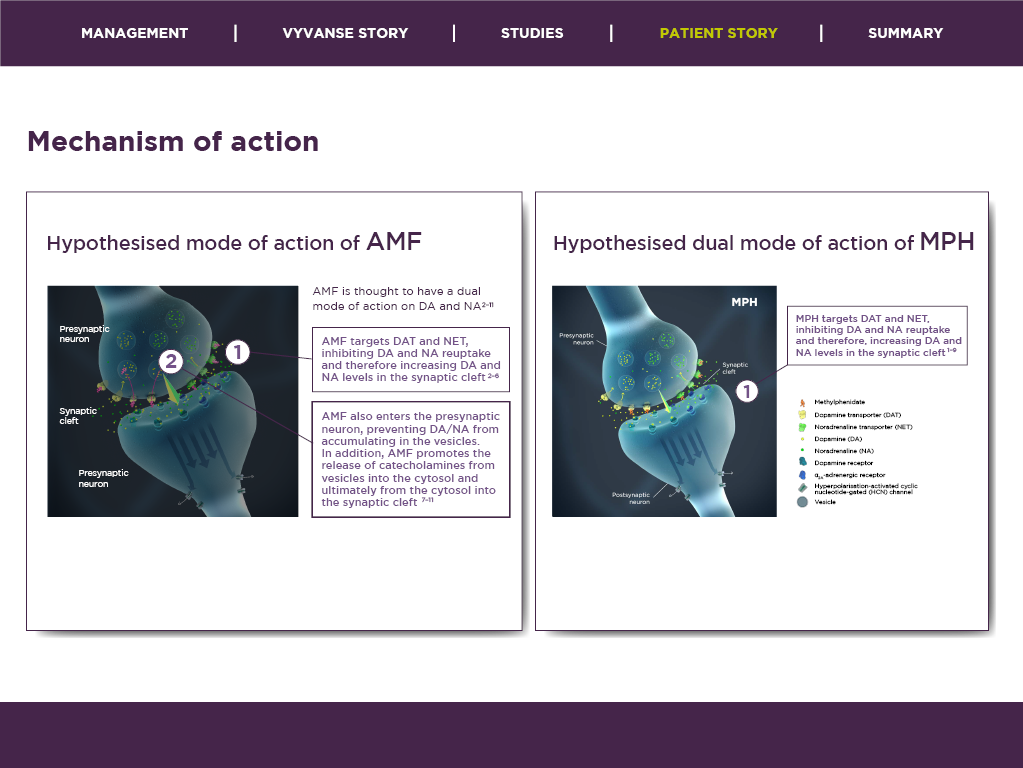 MANAGEMENT | VYVANSE STORY | STUDIES | PATIENT STORY | SUMMARY
Mechanism of action
Hypothesised mode of action of AMF
AMF is thought to have a dual
mode of action on DA and NA²⁻¹¹
Presynaptic
neuron
Synaptic
cleft
Presynaptic
neuron
2
1
AMF targets DAT and NET,
inhibiting DA and NA reuptake
and therefore increasing DA and
NA levels in the synaptic cleft ²⁻⁶
AMF also enters the presynaptic
neuron, preventing DA/NA from
accumulating in the vesicles.
In addition, AMF promotes the
release of catecholamines from
vesicles into the cytosol and
ultimately from the cytosol into
the synaptic cleft ⁷⁻¹¹
Hypothesised dual mode of action of MPH
MPH
Presynaptic
neuron
Synaptic
cleft
1
Postsynaptic
neuron
MPH targets DAT and NET,
inhibiting DA and NA reuptake
and therefore, increasing DA and
NA levels in the synaptic cleft ¹⁻⁹
Methylphenidate
Dopamine transporter (DAT)
Noradrenaline transporter (NET)
Dopamine (DA)
Noradrenaline (NA)
Dopamine receptor
α₂ₐ-adrenergic receptor
Hyperpolarisation-activated cyclic
nucleotide-gated (HCN) channel
Vesicle